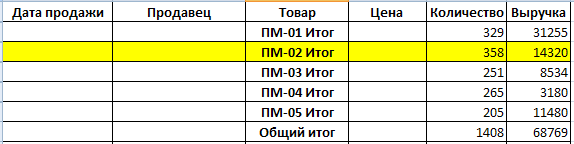 Дата продажи Продавец Товар Цена Количество Выручка
ПМ-01 Итог 329 31255
ПМ-02 Итог 358 14320
ПМ-03 Итог 251 8534
ПМ-04 Итог 265 3180
ПМ-05 Итог 205 11480
Общий итог 1408 68769